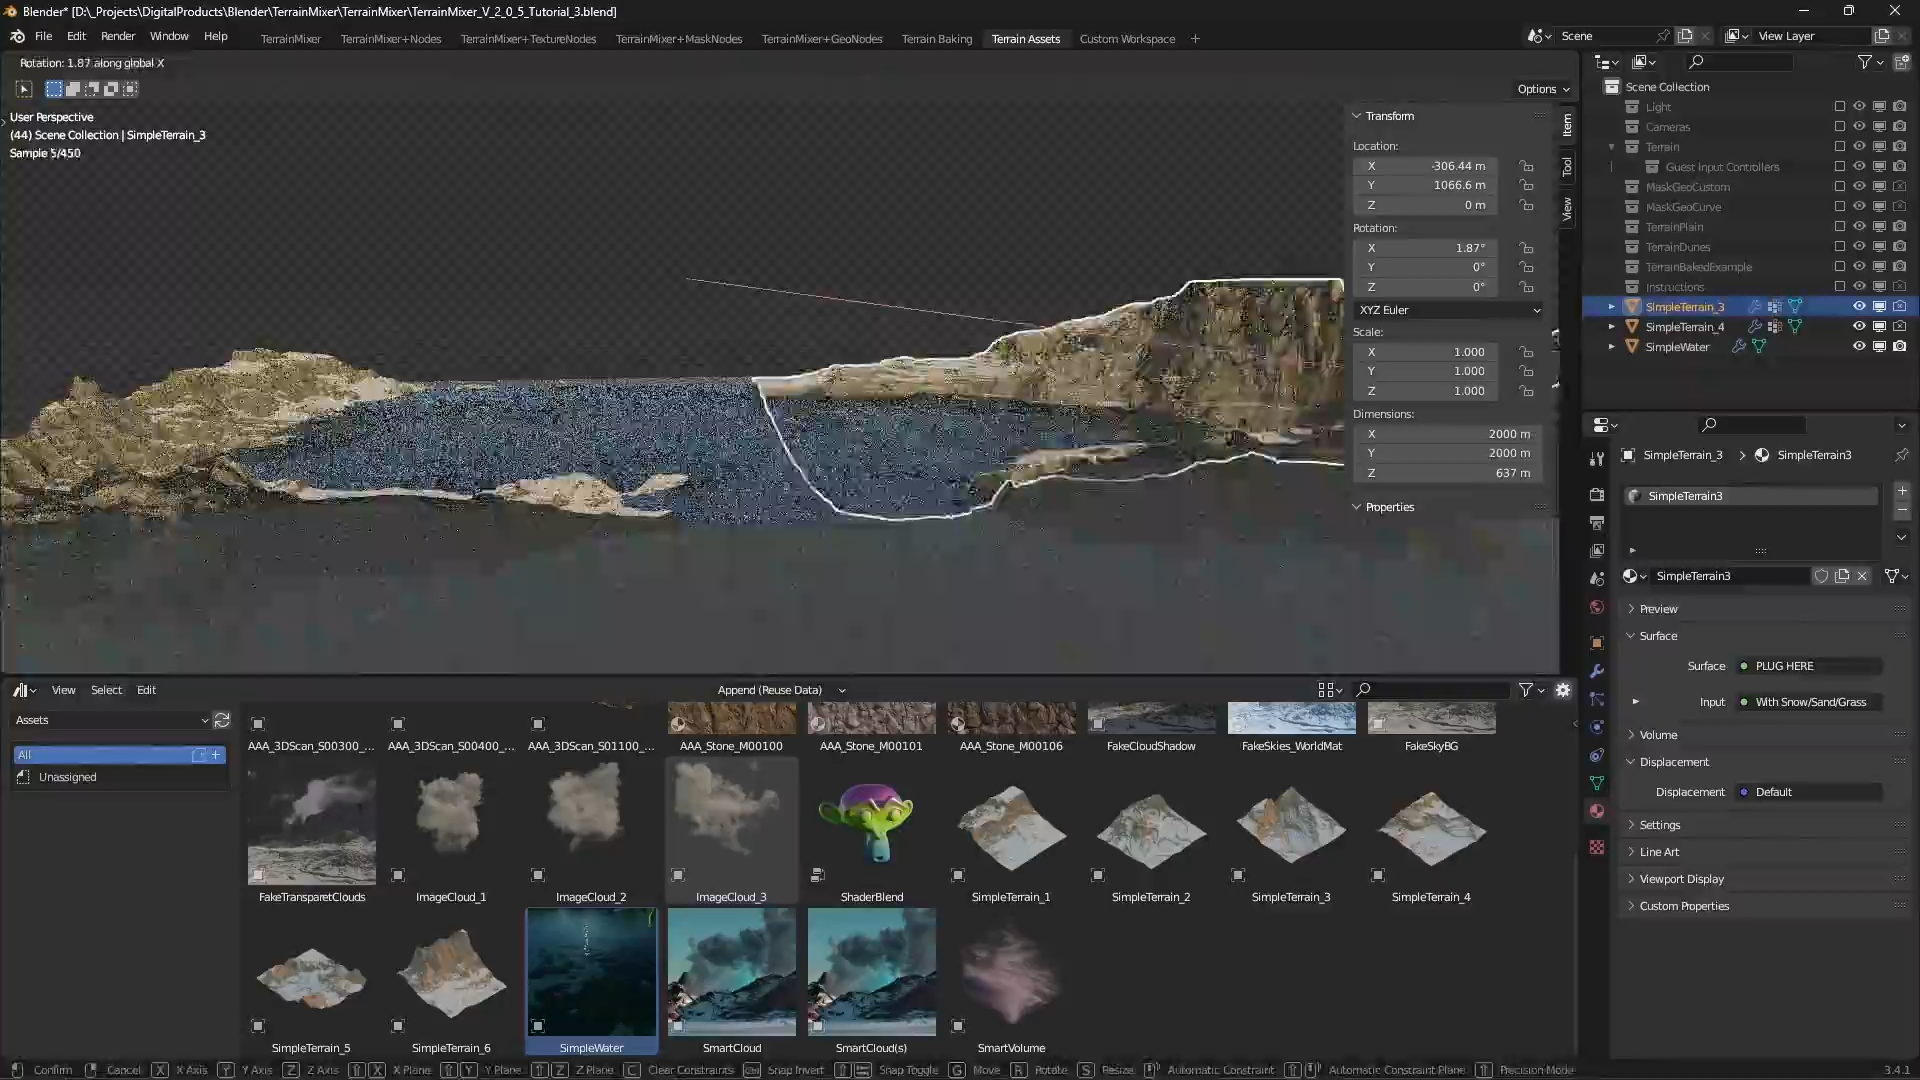 Blender* [D:\_Projects\DigitalProducts\Blender\TerrainMixer\TerrainMixer\TerrainMixer_V_2_0_5_Tutorial_3.blend]
File Edit Render Window Help TerrainMixer TerrainMixer+Nodes TerrainMixer+TextureNodes TerrainMixer+MaskNodes TerrainMixer+GeoNodes Terrain Baking Terrain Assets Custom Workspace + Scene View Layer
Rotation: 1.87 along global X
Options
User Perspective
(44) Scene Collection | SimpleTerrain_3
Sample 5/450
Transform
Location:
X -306.44 m
Y 1066.6 m
Z 0 m
Rotation:
X 1.87°
Y 0°
Z 0°
XYZ Euler
Scale:
X 1.000
Y 1.000
Z 1.000
Dimensions:
X 2000 m
Y 2000 m
Z 637 m
Properties
Item
Tool
View
Scene Collection
Light
Cameras
Terrain
Guest Input Controllers
MaskGeoCustom
MaskGeoCurve
TerrainPlain
TerrainDunes
TerrainBakedExample
Instructions
SimpleTerrain_3
SimpleTerrain_4
SimpleWater
SimpleTerrain_3 > SimpleTerrain3
SimpleTerrain3
SimpleTerrain3
Preview
Surface
Surface PLUG HERE
Input With Snow/Sand/Grass
Volume
Displacement
Displacement Default
Settings
Line Art
Viewport Display
Custom Properties
View Select Edit Append (Reuse Data)
Assets
All
Unassigned
AAA_3DScan_S00300_... AAA_3DScan_S00400_... AAA_3DScan_S01100_... AAA_Stone_M00100 AAA_Stone_M00101 AAA_Stone_M00106 FakeCloudShadow FakeSkies_WorldMat FakeSkyBG
FakeTransparetClouds ImageCloud_1 ImageCloud_2 ImageCloud_3 ShaderBlend SimpleTerrain_1 SimpleTerrain_2 SimpleTerrain_3 SimpleTerrain_4
SimpleTerrain_5 SimpleTerrain_6 SimpleWater SmartCloud SmartCloud(s) SmartVolume
Confirm Cancel X X Axis Y Y Axis Z Z Axis X X Plane Y Y Plane Z Z Plane C Clear Constraints Snap Invert Snap Toggle G Move R Rotate S Resize Automatic Constraint Automatic Constraint Plane Precision Mode 3.4.1